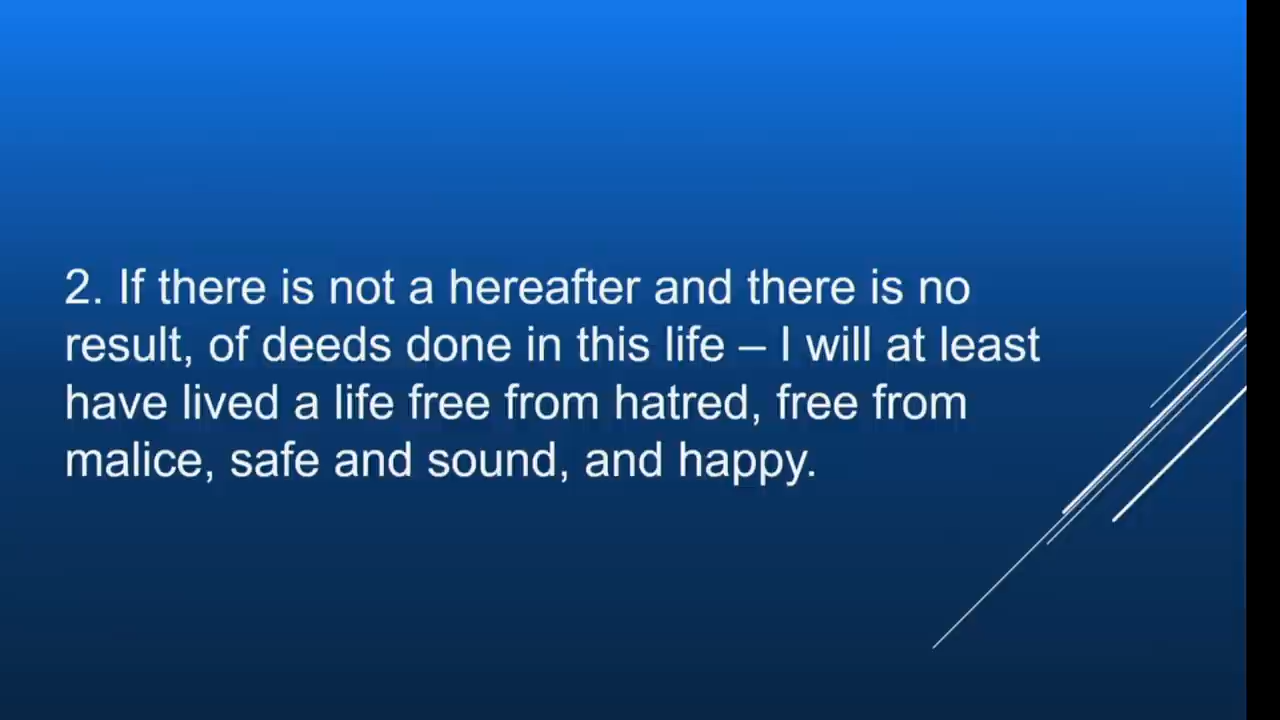 2. If there is not a hereafter and there is no
result, of deeds done in this life – I will at least
have lived a life free from hatred, free from
malice, safe and sound, and happy.